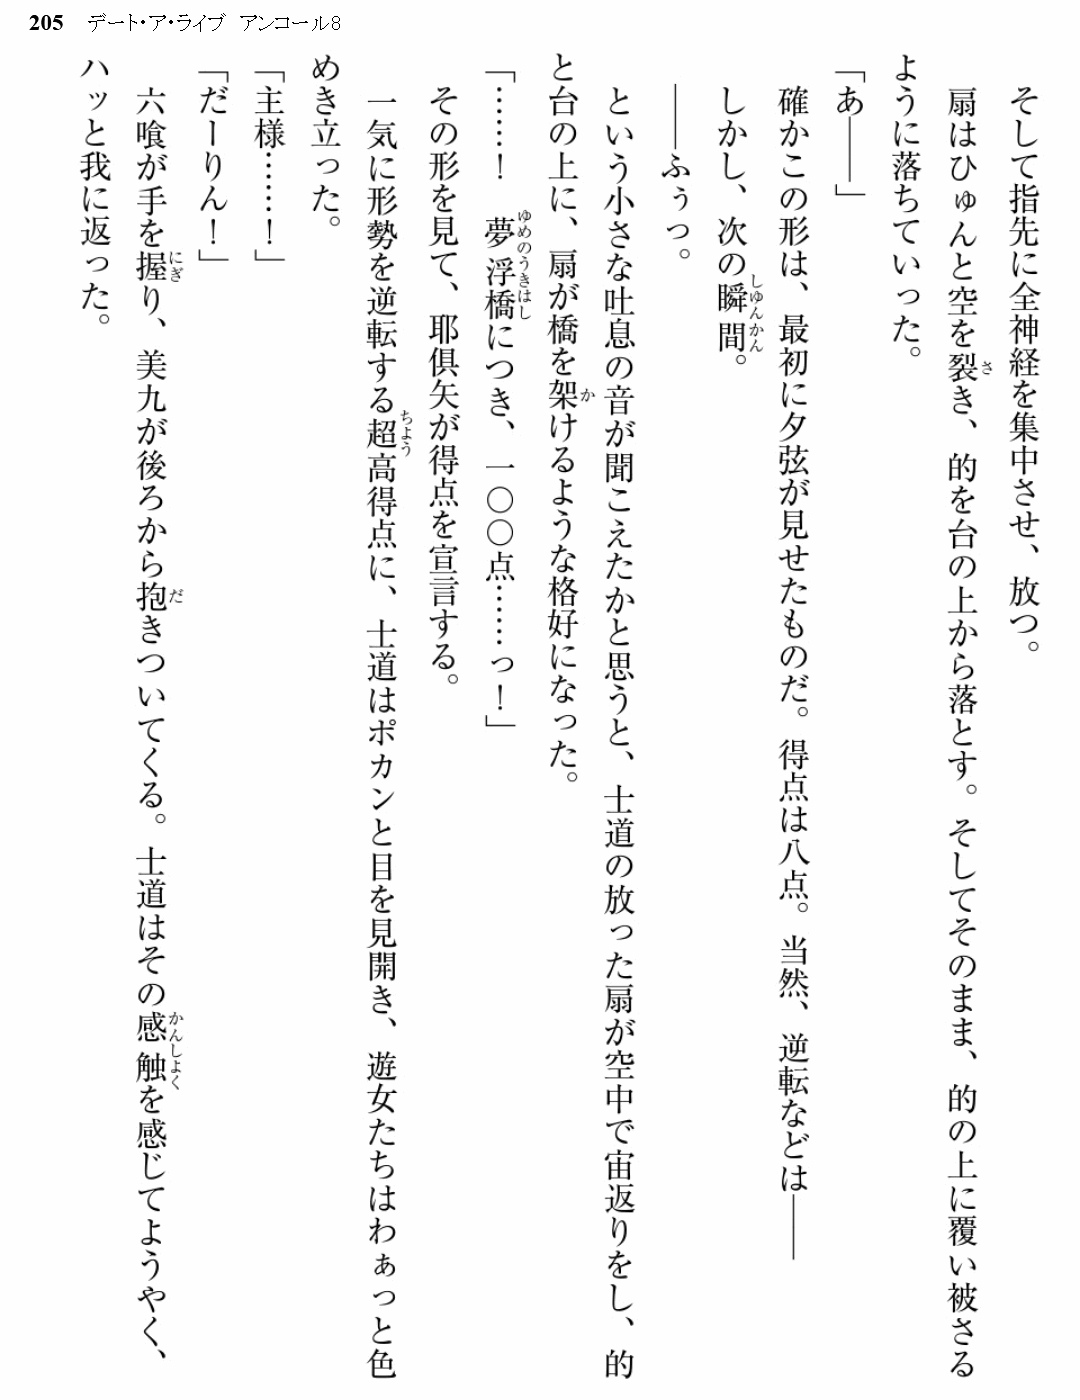 205 デート・ア・ライブ アンコール8
そして指先に全神経を集中させ、放つ。
扇はひゅんと空を裂き、的を台の上から落とす。そしてそのまま、的の上に覆い被さる
ように落ちていった。
「あ――」
確かこの形は、最初に夕弦が見せたものだ。得点は八点。当然、逆転などは――
しかし、次の瞬間。
――ふぅっ。
という小さな吐息の音が聞こえたかと思うと、士道の放った扇が空中で宙返りをし、的
と台の上に、扇が橋を架けるような格好になった。
「……！　夢浮橋につき、一〇〇点……っ！」
その形を見て、耶倶矢が得点を宣言する。
一気に形勢を逆転する超高得点に、士道はポカンと目を見開き、遊女たちはわぁっと色
めき立った。
「主様……！」
「だーりん！」
六喰が手を握り、美九が後ろから抱きついてくる。士道はその感触を感じてようやく、
ハッと我に返った。